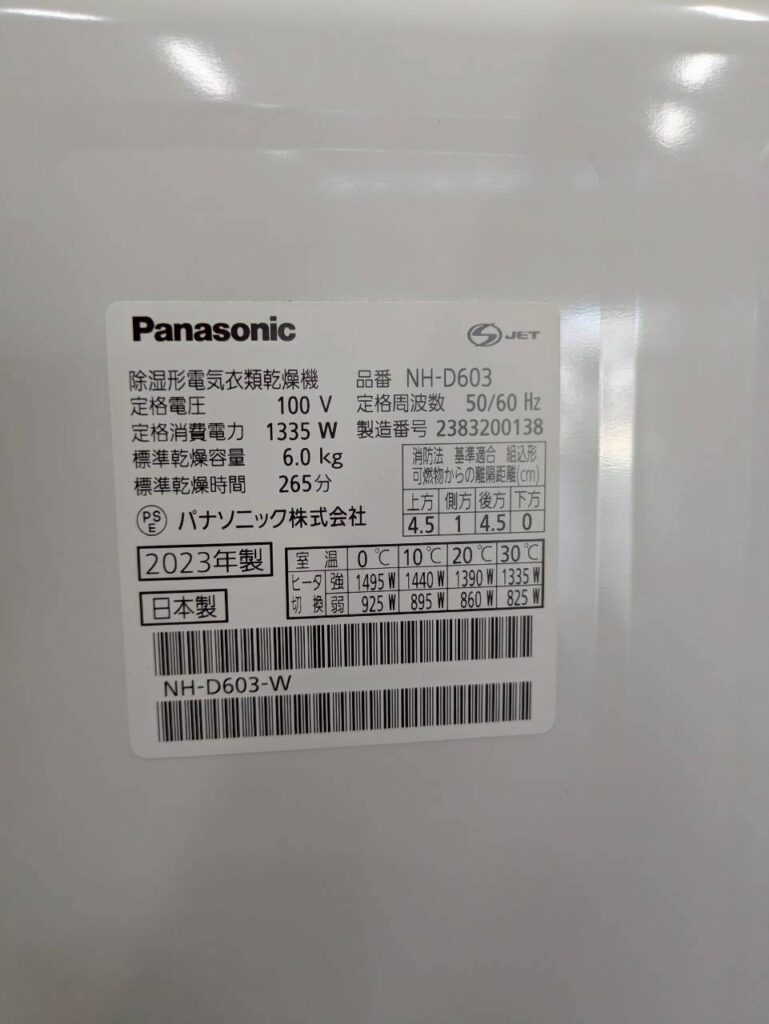 Panasonic
S JET
除湿形電気衣類乾燥機 品番 NH-D603
定格電圧 100 V 定格周波数 50/60 Hz
定格消費電力 1335 W 製造番号 2383200138
標準乾燥容量 6.0 kg
標準乾燥時間 265分
消防法 基準適合 組込形
可燃物からの離隔距離(cm)
上方 側方 後方 下方
4.5 1 4.5 0
PSE パナソニック株式会社
2023年製
日本製
室温 0℃ 10℃ 20℃ 30℃
ヒータ 強 1495 W 1440 W 1390 W 1335 W
切換 弱 925 W 895 W 860 W 825 W
NH-D603-W